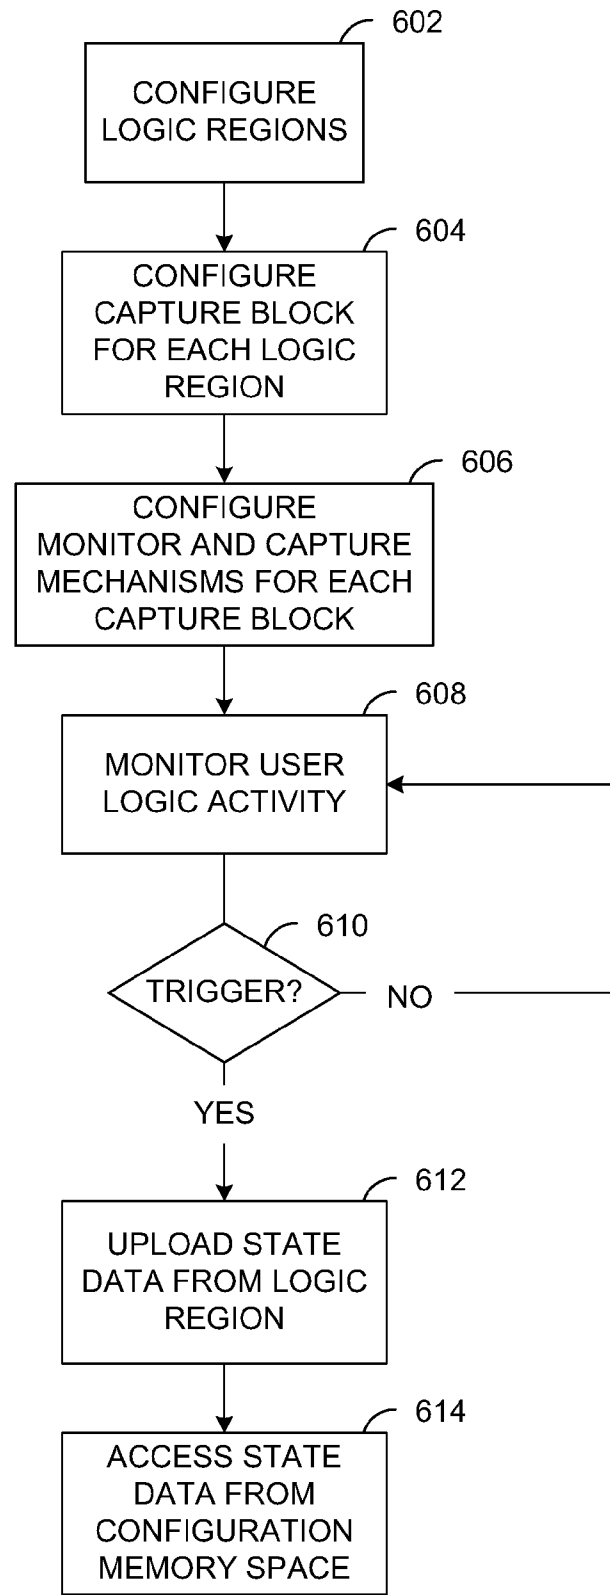 602
CONFIGURE
LOGIC REGIONS
604
CONFIGURE
CAPTURE BLOCK
FOR EACH LOGIC
REGION
606
CONFIGURE
MONITOR AND CAPTURE
MECHANISMS FOR EACH
CAPTURE BLOCK
608
MONITOR USER
LOGIC ACTIVITY
610
TRIGGER?
NO
YES
612
UPLOAD STATE
DATA FROM LOGIC
REGION
614
ACCESS STATE
DATA FROM
CONFIGURATION
MEMORY SPACE